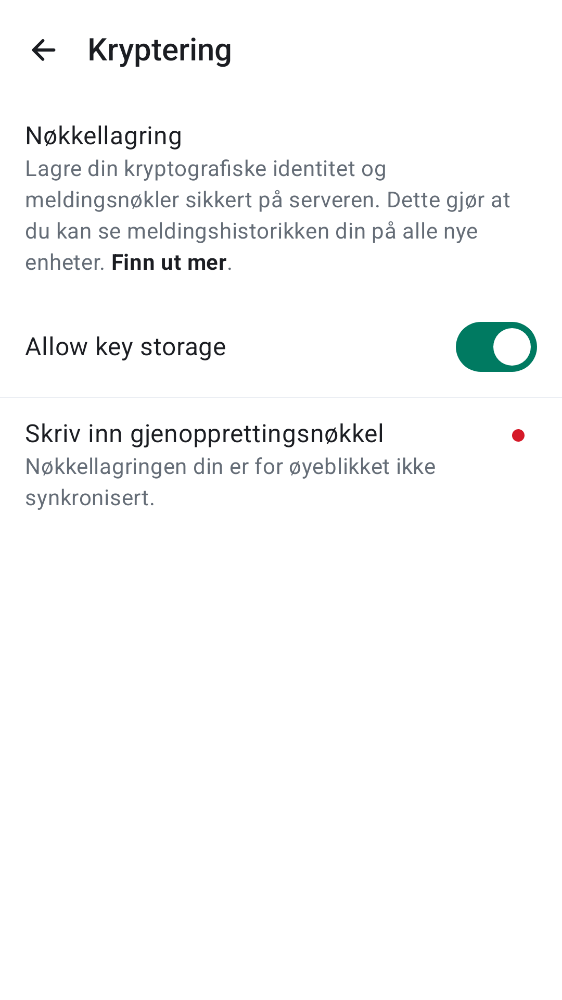 Kryptering
Nøkkellagring
Lagre din kryptografiske identitet og
meldingsnøkler sikkert på serveren. Dette gjør at
du kan se meldingshistorikken din på alle nye
enheter. Finn ut mer.
Allow key storage
Skriv inn gjenopprettingsnøkkel
Nøkkellagringen din er for øyeblikket ikke
synkronisert.